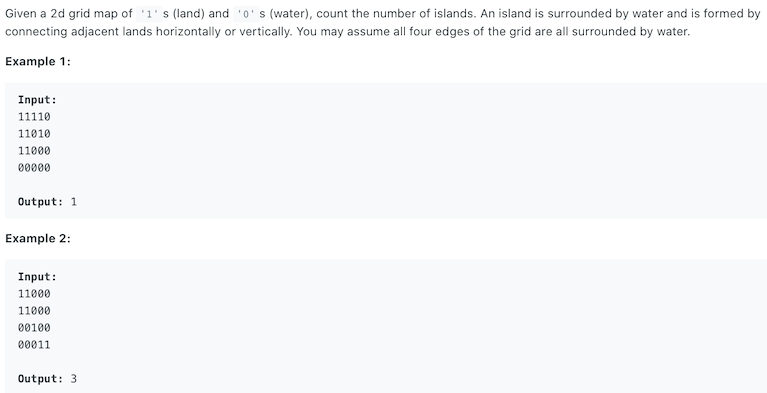 Given a 2d grid map of '1' s (land) and '0' s (water), count the number of islands. An island is surrounded by water and is formed by
connecting adjacent lands horizontally or vertically. You may assume all four edges of the grid are all surrounded by water.
Example 1:
Input:
11110
11010
11000
00000
Output: 1
Example 2:
Input:
11000
11000
00100
00011
Output: 3